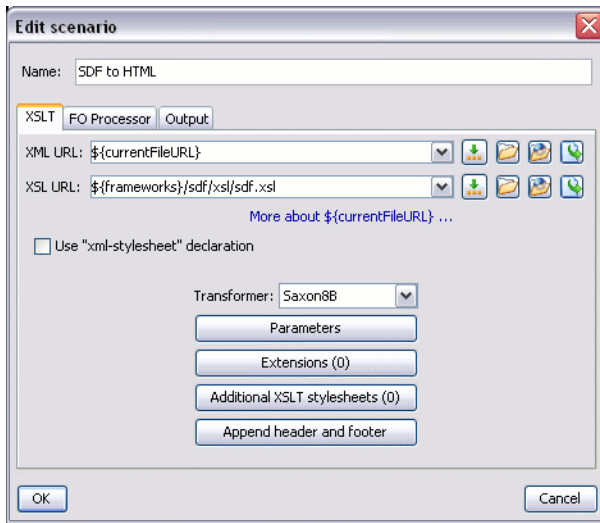 Edit scenario
Name: SDF to HTML
XSLT FO Processor Output
XML URL: ${currentFileURL}
XSL URL: ${frameworks}/sdf/xsl/sdf.xsl
More about ${currentFileURL} ...
Use "xml-stylesheet" declaration
Transformer: Saxon8B
Parameters
Extensions (0)
Additional XSLT stylesheets (0)
Append header and footer
OK Cancel